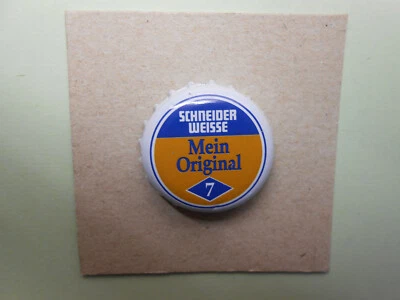 SCHNEIDER
WEISSE
Mein
Original
7